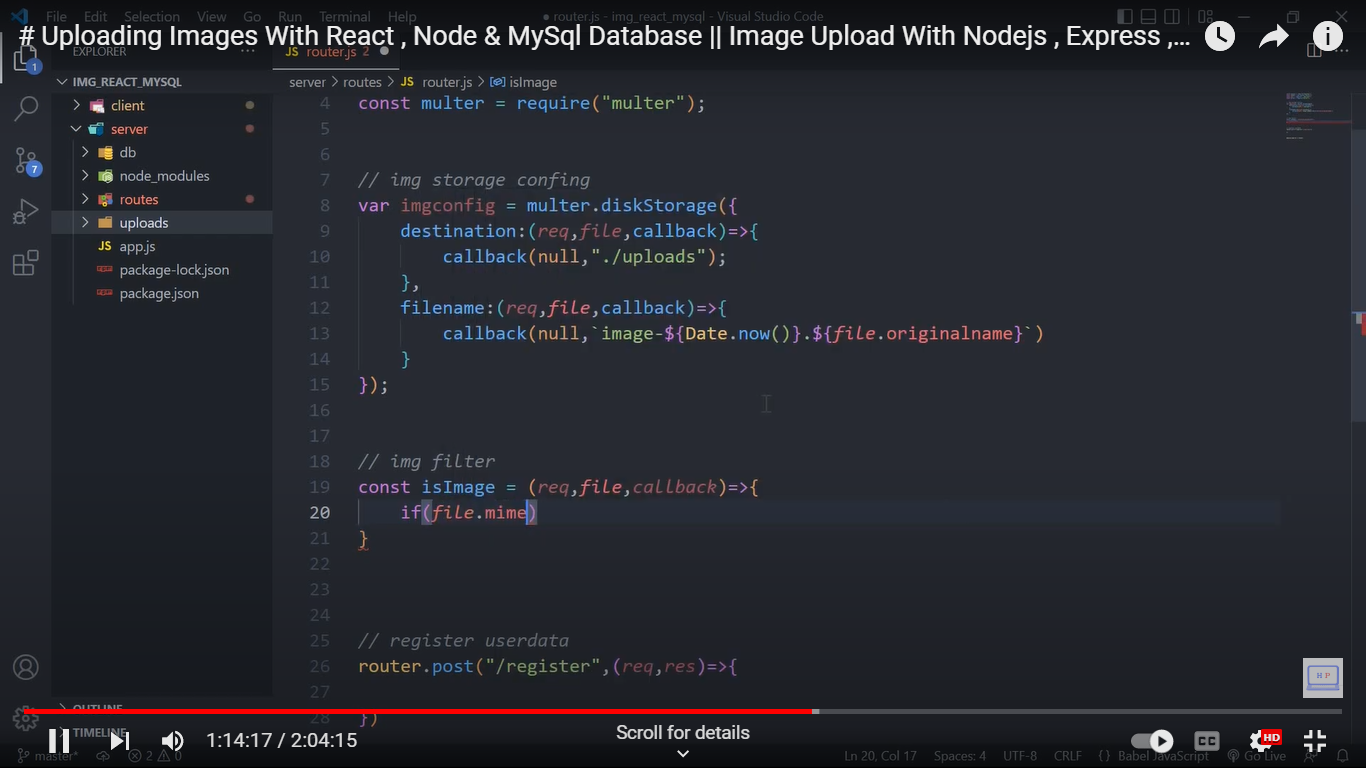 File Edit Selection View Go Run Terminal Help
● router.js - img_react_mysql - Visual Studio Code
# Uploading Images With React , Node & MySql Database || Image Upload With Nodejs , Express ,...
EXPLORER
JS router.js 2
1
IMG_REACT_MYSQL
server > routes > JS router.js > isImage
client
server
db
node_modules
routes
uploads
JS app.js
package-lock.json
package.json
7
4 const multer = require("multer");
5
6
7 // img storage confing
8 var imgconfig = multer.diskStorage({
9 destination:(req,file,callback)=>{
10 callback(null,"./uploads");
11 },
12 filename:(req,file,callback)=>{
13 callback(null,`image-${Date.now()}.${file.originalname}`)
14 }
15 });
16
17
18 // img filter
19 const isImage = (req,file,callback)=>{
20 if(file.mime)
21 }
22
23
24
25 // register userdata
26 router.post("/register",(req,res)=>{
27
28 })
H P
OUTLINE
TIMELINE
1:14:17 / 2:04:15
Scroll for details
CC
HD
master*
2 0
Ln 20, Col 17 Spaces: 4 UTF-8 CRLF {} Babel JavaScript Go Live